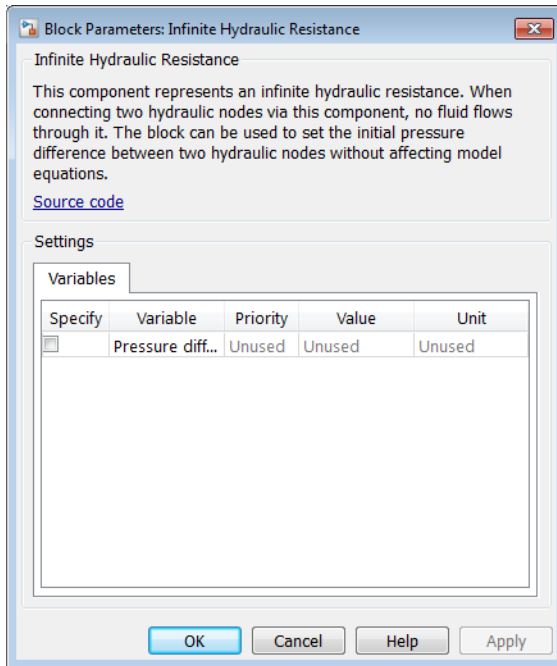 Block Parameters: Infinite Hydraulic Resistance
Infinite Hydraulic Resistance
This component represents an infinite hydraulic resistance. When
connecting two hydraulic nodes via this component, no fluid flows
through it. The block can be used to set the initial pressure
difference between two hydraulic nodes without affecting model
equations.
Source code
Settings
Variables
Specify Variable Priority Value Unit
Pressure diff... Unused Unused Unused
OK Cancel Help Apply